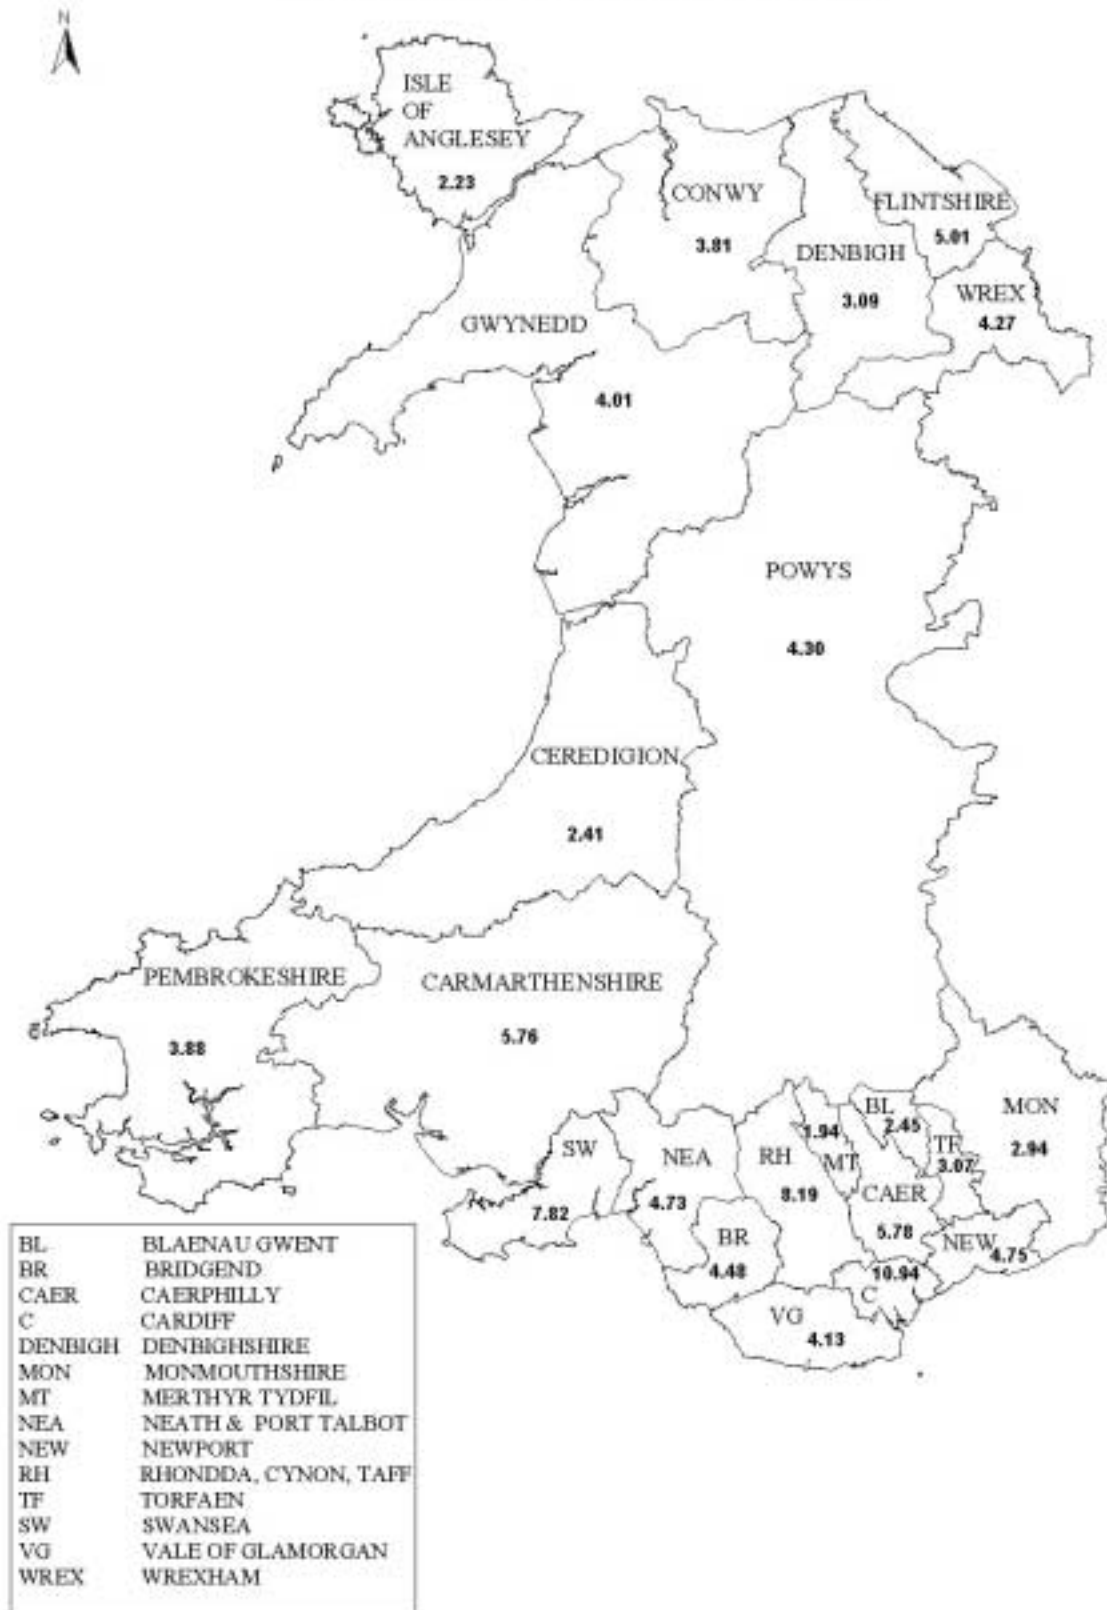 N
ISLE
OF
ANGLESEY
2.23
CONWY
3.81
FLINTSHIRE
5.01
DENBIGH
3.09
WREX
4.27
GWYNEDD
4.01
POWYS
4.30
CEREDIGION
2.41
PEMBROKESHIRE
3.88
CARMARTHENSHIRE
5.76
SW
7.82
NEA
4.73
BR
4.48
RH
8.19
1.94
MT
BL
2.45
TF
3.07
MON
2.94
CAER
5.78
NEW
4.75
10.94
C
VG
4.13
BL BLAENAU GWENT
BR BRIDGEND
CAER CAERPHILLY
C CARDIFF
DENBIGH DENBIGHSHIRE
MON MONMOUTHSHIRE
MT MERTHYR TYDFIL
NEA NEATH & PORT TALBOT
NEW NEWPORT
RH RHONDDA, CYNON, TAFF
TF TORFAEN
SW SWANSEA
VG VALE OF GLAMORGAN
WREX WREXHAM